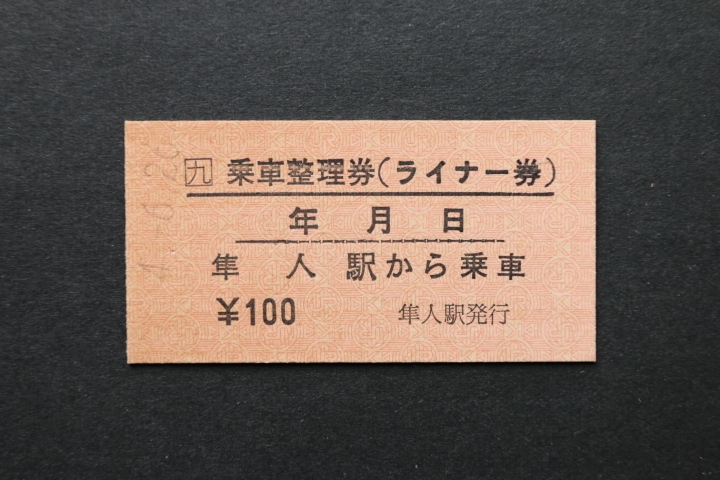 九 乗車整理券(ライナー券)
年 月 日
隼 人 駅から乗車
¥100 隼人駅発行